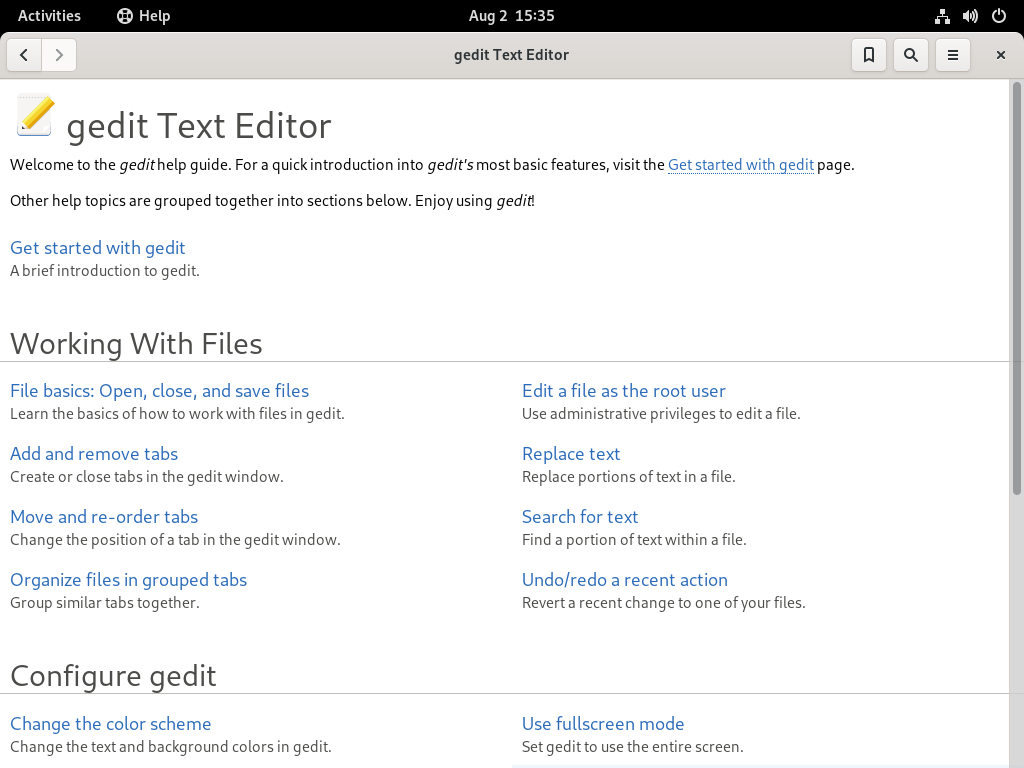 Activities Help Aug 2 15:35
gedit Text Editor
gedit Text Editor
Welcome to the gedit help guide. For a quick introduction into gedit's most basic features, visit the Get started with gedit page.
Other help topics are grouped together into sections below. Enjoy using gedit!
Get started with gedit
A brief introduction to gedit.
Working With Files
File basics: Open, close, and save files
Learn the basics of how to work with files in gedit.
Add and remove tabs
Create or close tabs in the gedit window.
Move and re-order tabs
Change the position of a tab in the gedit window.
Organize files in grouped tabs
Group similar tabs together.
Edit a file as the root user
Use administrative privileges to edit a file.
Replace text
Replace portions of text in a file.
Search for text
Find a portion of text within a file.
Undo/redo a recent action
Revert a recent change to one of your files.
Configure gedit
Change the color scheme
Change the text and background colors in gedit.
Use fullscreen mode
Set gedit to use the entire screen.